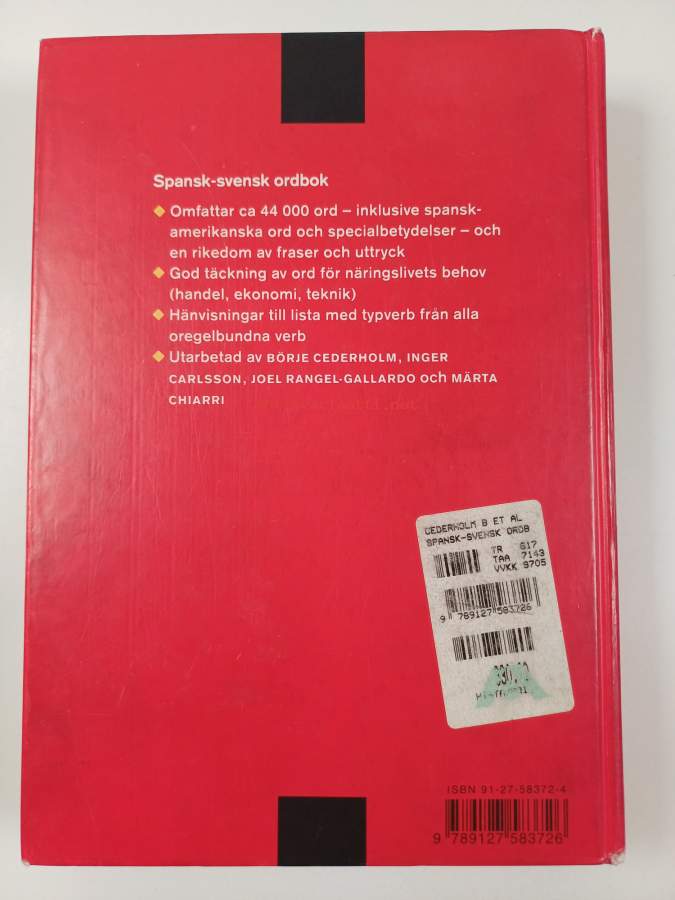 Spansk-svensk ordbok
◆ Omfattar ca 44 000 ord – inklusive spansk-
amerikanska ord och specialbetydelser – och
en rikedom av fraser och uttryck
◆ God täckning av ord för näringslivets behov
(handel, ekonomi, teknik)
◆ Hänvisningar till lista med typverb från alla
oregelbundna verb
◆ Utarbetad av BÖRJE CEDERHOLM, INGER
CARLSSON, JOEL RANGEL-GALLARDO och MÄRTA
CHIARRI
CEDERHOLM B ET AL
SPANSK-SVENSK ORDB
TR 617
TAA 7143
VVKK 9705
9 789127 583726
ISBN 91-27-58372-4
9 789127 583726